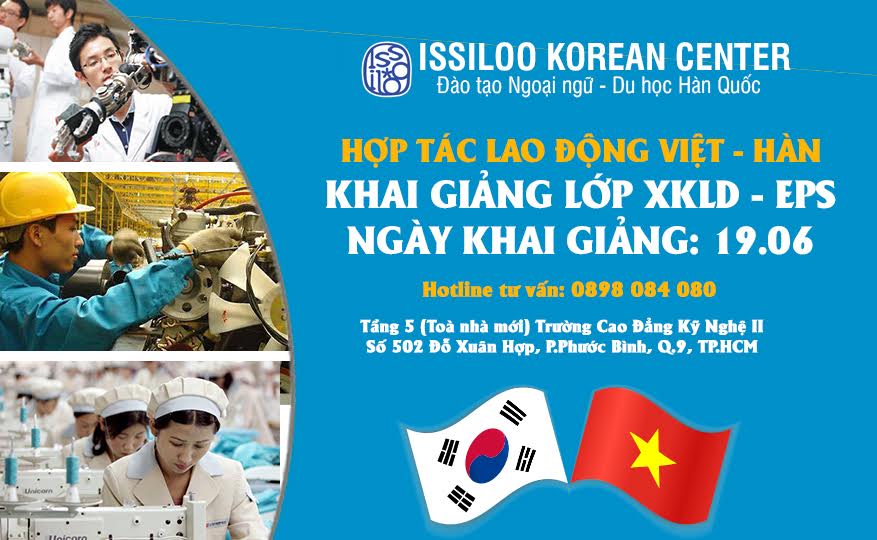 ISSILOO KOREAN CENTER
Đào tạo Ngoại ngữ - Du học Hàn Quốc
HỢP TÁC LAO ĐỘNG VIỆT - HÀN
KHAI GIẢNG LỚP XKLD - EPS
NGÀY KHAI GIẢNG: 19.06
Hotline tư vấn: 0898 084 080
Tầng 5 (Toà nhà mới) Trường Cao Đẳng Kỹ Nghệ II
Số 502 Đỗ Xuân Hợp, P.Phước Bình, Q.9, TP.HCM
Unicorn
Unicorn